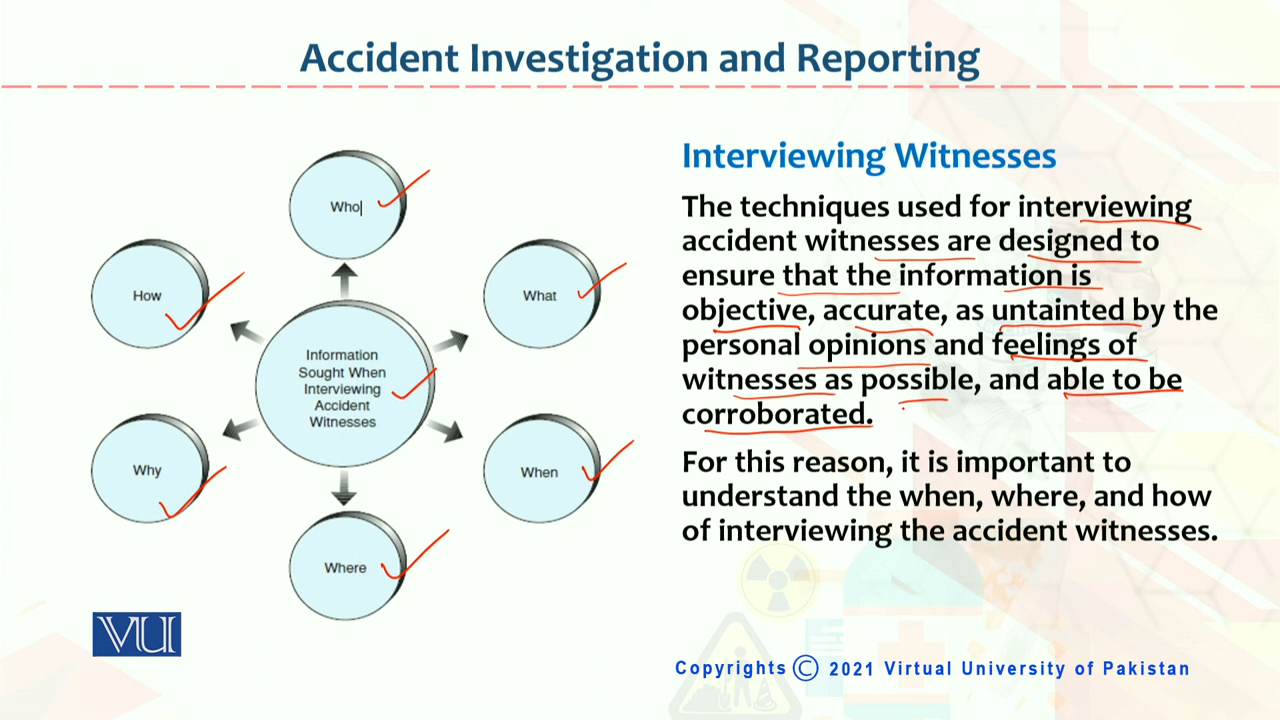 Accident Investigation and Reporting
Who
How
What
Information
Sought When
Interviewing
Accident
Witnesses
Why
When
Where
Interviewing Witnesses
The techniques used for interviewing
accident witnesses are designed to
ensure that the information is
objective, accurate, as untainted by the
personal opinions and feelings of
witnesses as possible, and able to be
corroborated.
For this reason, it is important to
understand the when, where, and how
of interviewing the accident witnesses.
VU
Copyrights © 2021 Virtual University of Pakistan